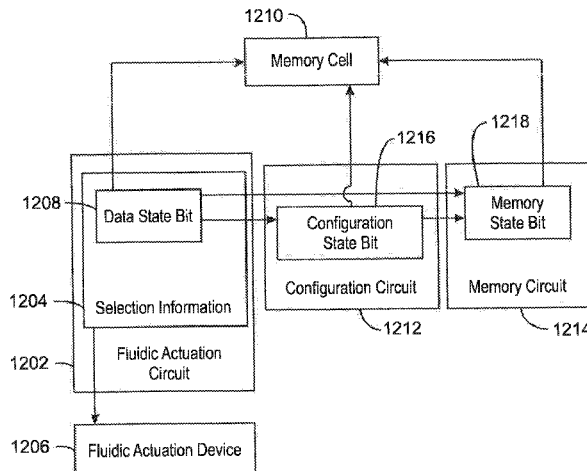 1210
Memory Cell
1216
1218
1208
Data State Bit
Configuration
State Bit
Memory
State Bit
1204
Selection Information
Configuration Circuit
Memory Circuit
1212
1214
1202
Fluidic Actuation
Circuit
1206
Fluidic Actuation Device